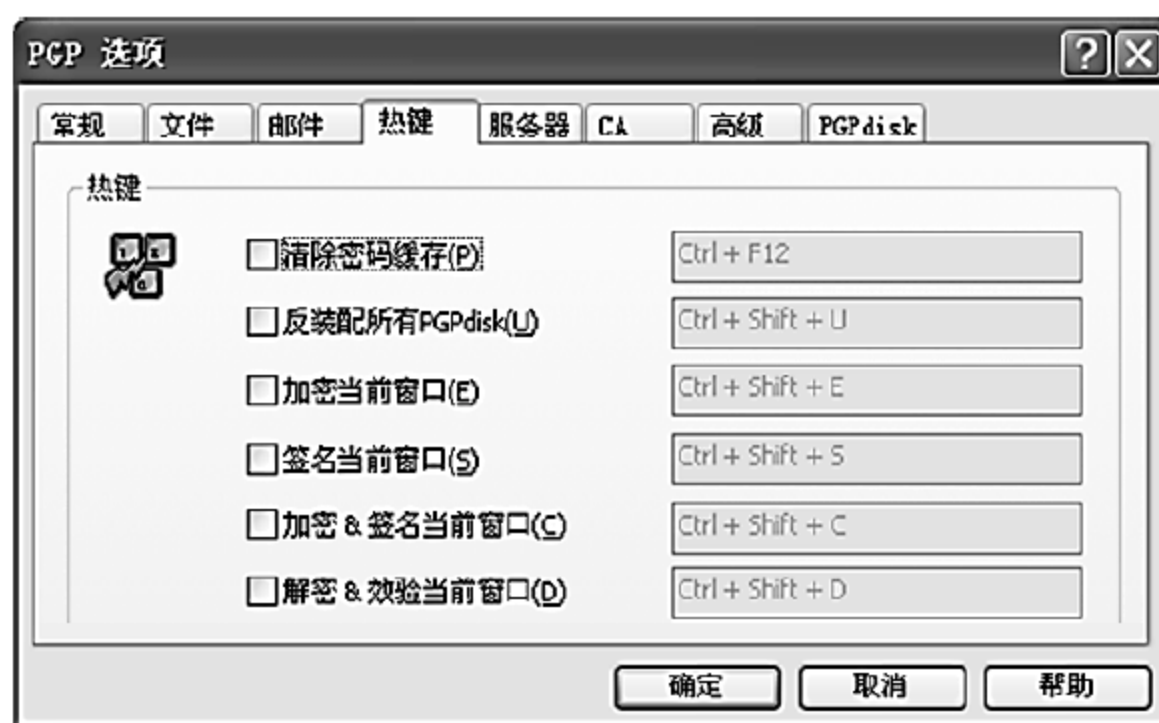 PGP 选项
常规 文件 邮件 热键 服务器 CA 高级 PGPdisk
热键
清除密码缓存(P) Ctrl + F12
反装配所有PGPdisk(U) Ctrl + Shift + U
加密当前窗口(E) Ctrl + Shift + E
签名当前窗口(S) Ctrl + Shift + S
加密 & 签名当前窗口(C) Ctrl + Shift + C
解密 & 效验当前窗口(D) Ctrl + Shift + D
确定 取消 帮助